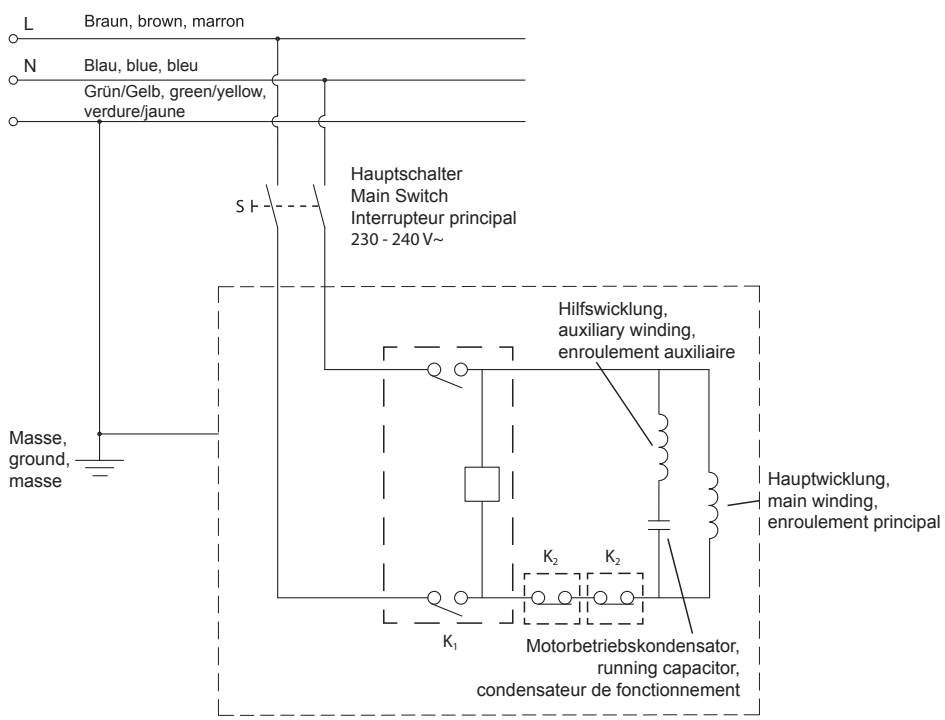 L
Braun, brown, marron
N
Blau, blue, bleu
Grün/Gelb, green/yellow,
verdure/jaune
Hauptschalter
Main Switch
Interrupteur principal
230 - 240 V~
S
Hilfswicklung,
auxiliary winding,
enroulement auxiliaire
Masse,
ground,
masse
Hauptwicklung,
main winding,
enroulement principal
K₂
K₂
K₁
Motorbetriebskondensator,
running capacitor,
condensateur de fonctionnement